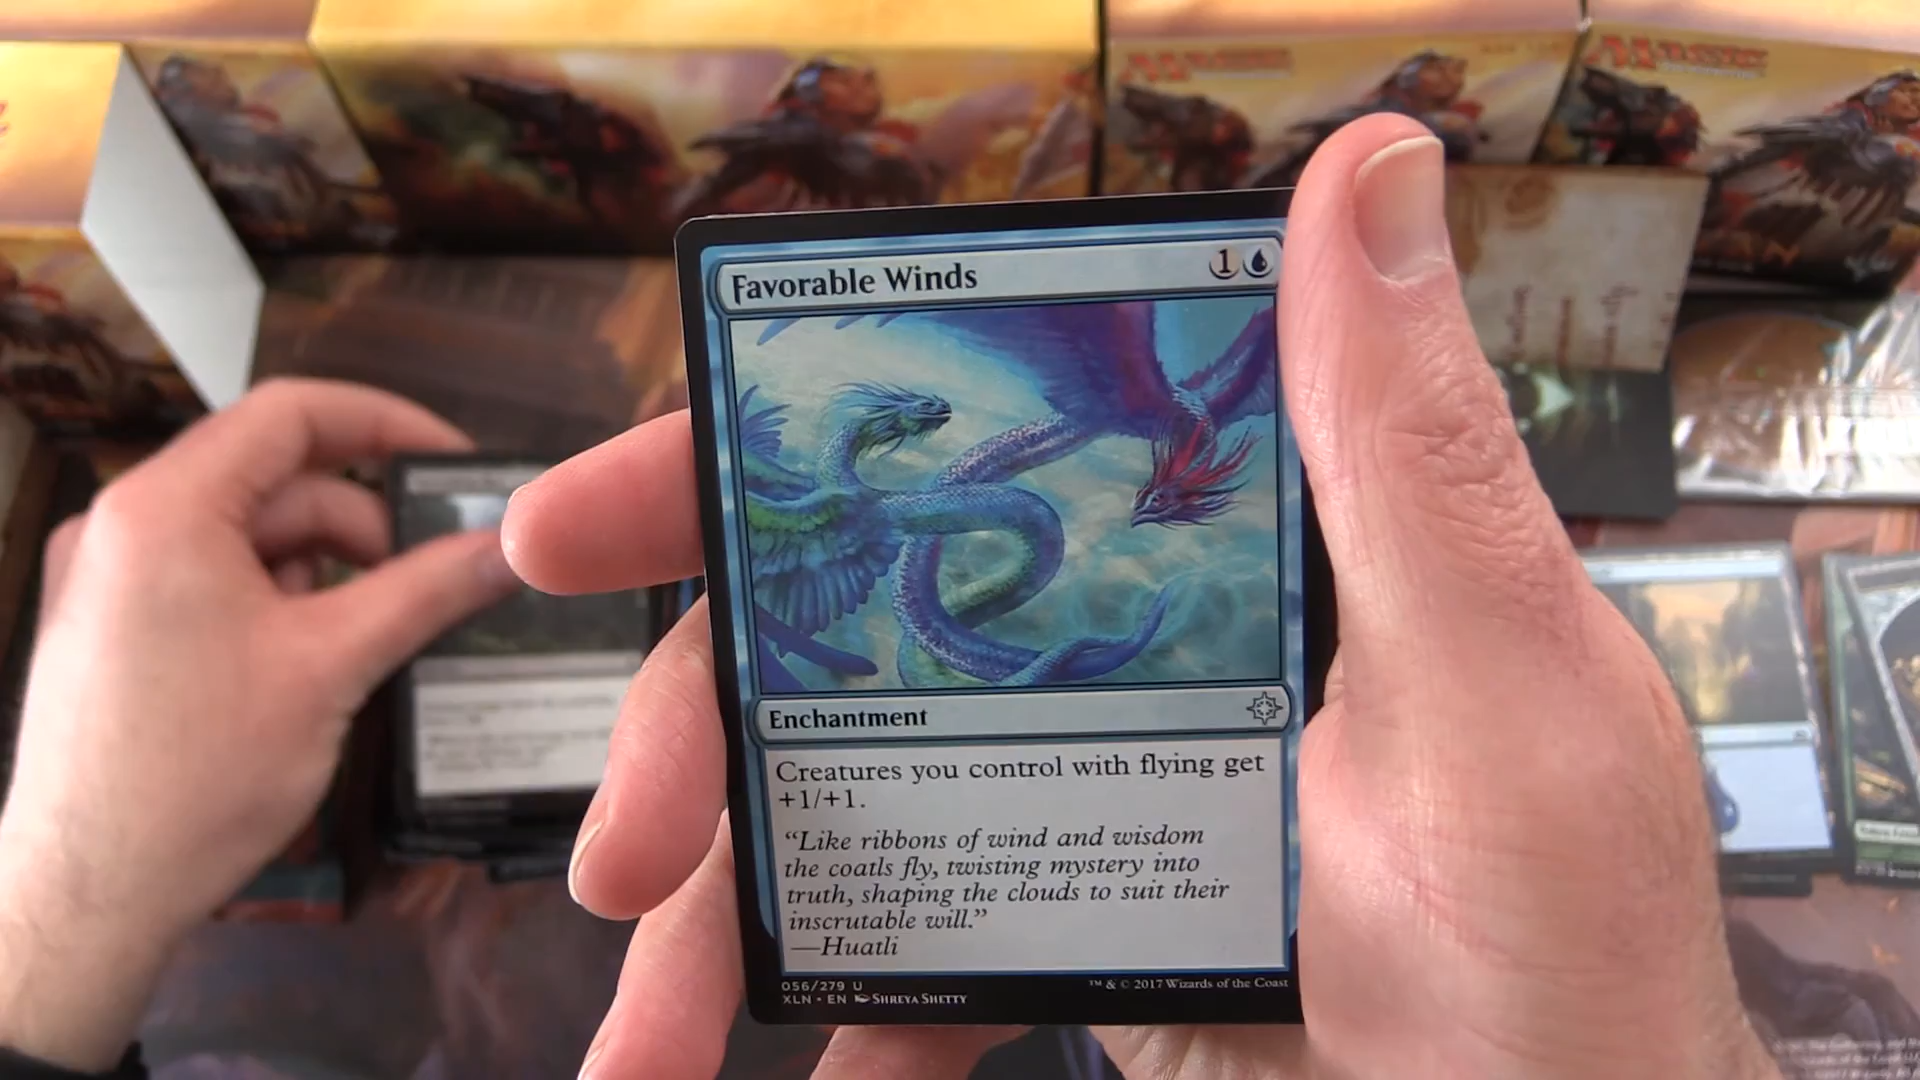 MAGIC
MAGIC
Favorable Winds
1
Enchantment
Creatures you control with flying get
+1/+1.
“Like ribbons of wind and wisdom
the coatls fly, twisting mystery into
truth, shaping the clouds to suit their
inscrutable will.”
—Huatli
056/279 U
XLN • EN Shreya Shetty
™ & © 2017 Wizards of the Coast